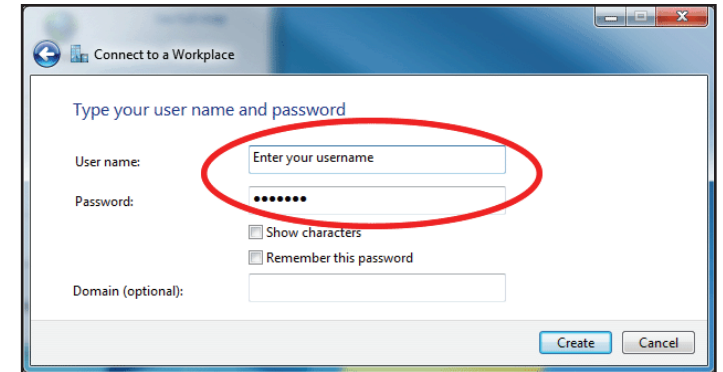 Connect to a Workplace
Type your user name and password
User name:
Enter your username
Password:
•••••••
Show characters
Remember this password
Domain (optional):
Create
Cancel